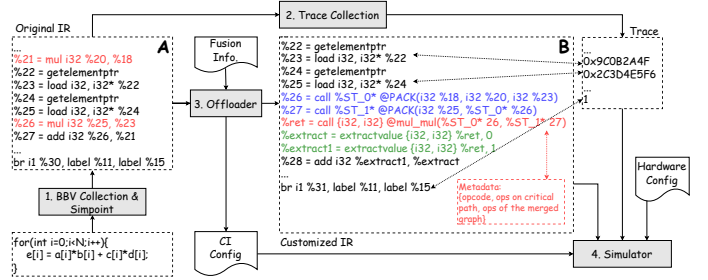 2. Trace Collection
Original IR
Trace
...
%21 = mul i32 %20, %18
%22 = getelementptr
%23 = load i32, i32* %22
%24 = getelementptr
%25 = load i32, i32* %24
%26 = mul i32 %25, %23
%27 = add i32 %26, %21
...
br i1 %30, label %11, label %15
A
Fusion
Info.
3. Offloader
B
%22 = getelementptr
%23 = load i32, i32* %22
%24 = getelementptr
%25 = load i32, i32* %24
%26 = call %ST_0* @PACK(i32 %18, i32 %20, i32 %23)
%27 = call %ST_1* @PACK(i32 %25, %ST_0* %26)
%ret = call {i32, i32} @mul_mul(%ST_0* 26, %ST_1* 27)
%extract = extractvalue {i32, i32} %ret, 0
%extract1 = extractvalue {i32, i32} %ret, 1
%28 = add i32 %extract1, %extract
...
br i1 %31, label %11, label %15
Metadata:
{opcode, ops on critical
path, ops of the merged
graph}
...
0x9C0B2A4F
0x2C3D4E5F6
...
1
Hardware
Config
1. BBV Collection &
Simpoint
for(int i=0;i<N;i++){
e[i] = a[i]*b[i] + c[i]*d[i];
}
CI
Config
Customized IR
4. Simulator